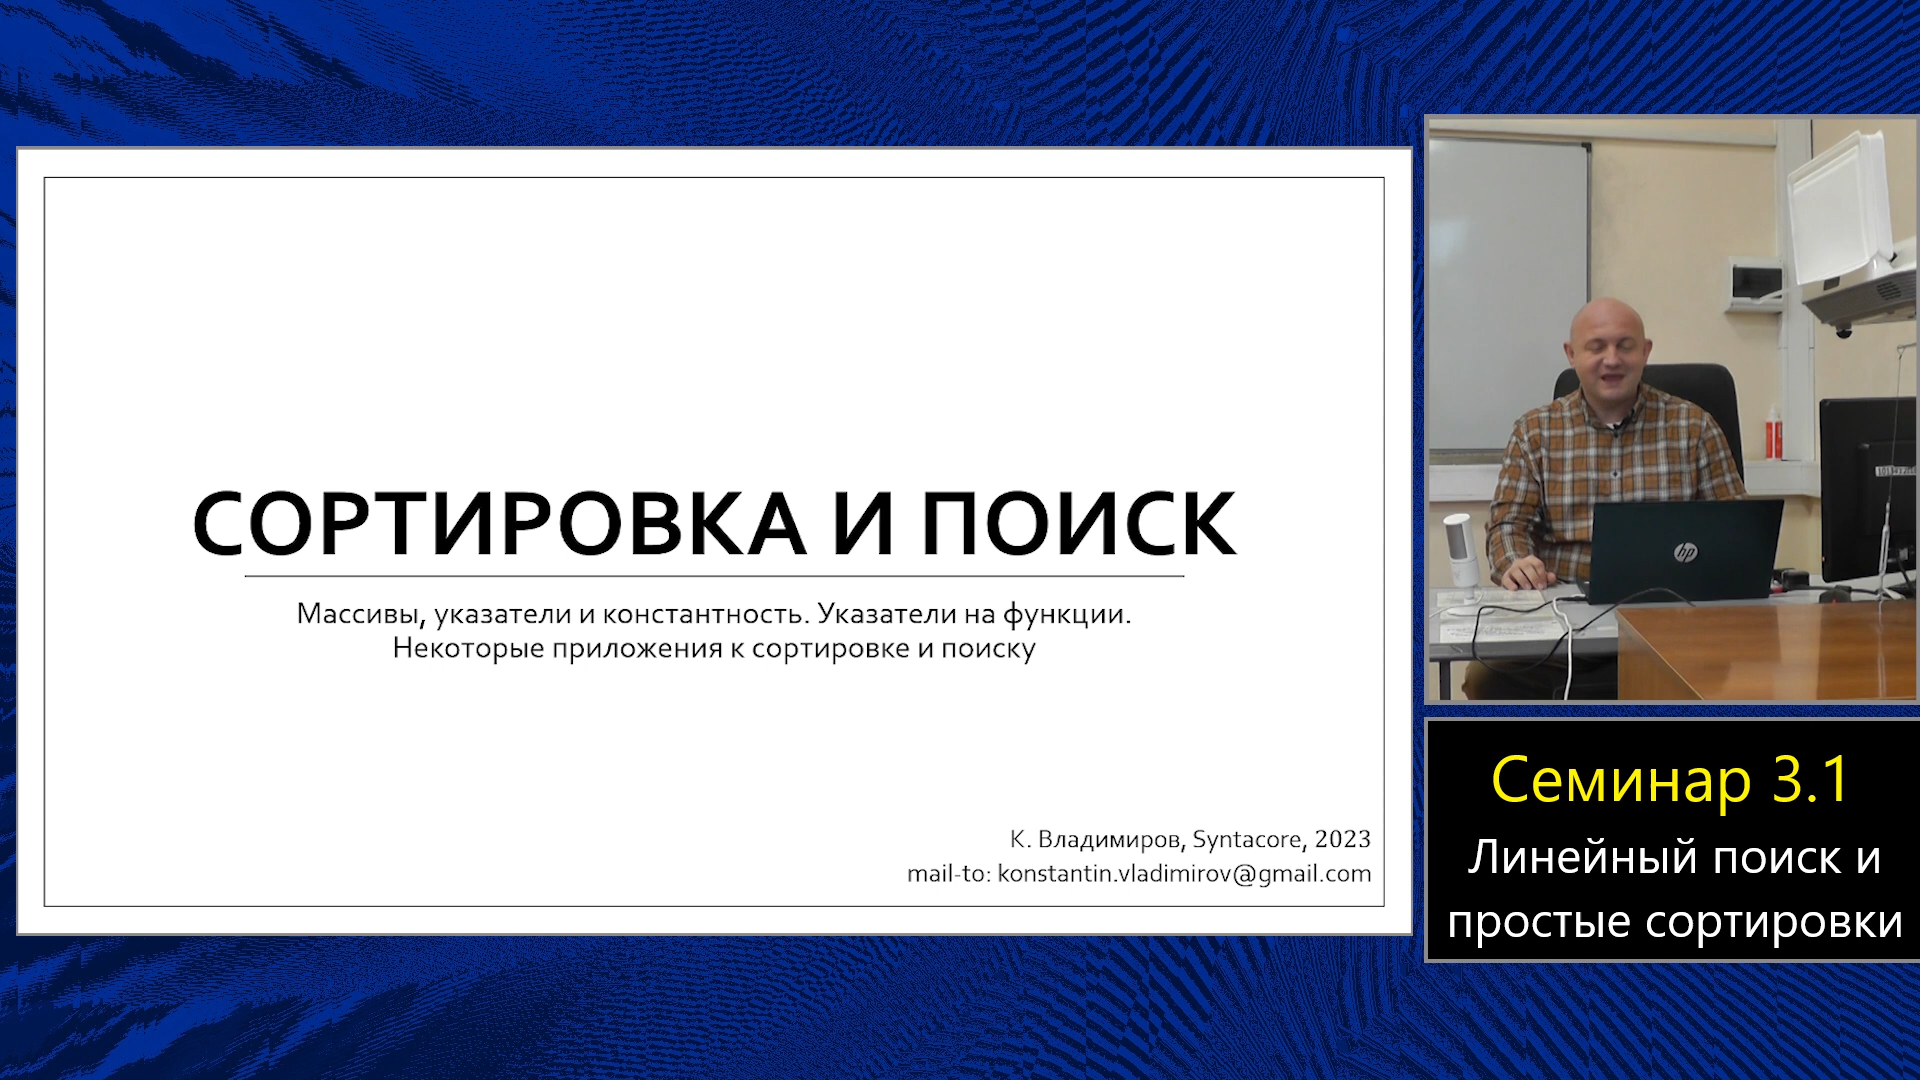 СОРТИРОВКА И ПОИСК
Массивы, указатели и константность. Указатели на функции.
Некоторые приложения к сортировке и поиску
К. Владимиров, Syntacore, 2023
mail-to: konstantin.vladimirov@gmail.com
hp
Семинар 3.1
Линейный поиск и
простые сортировки